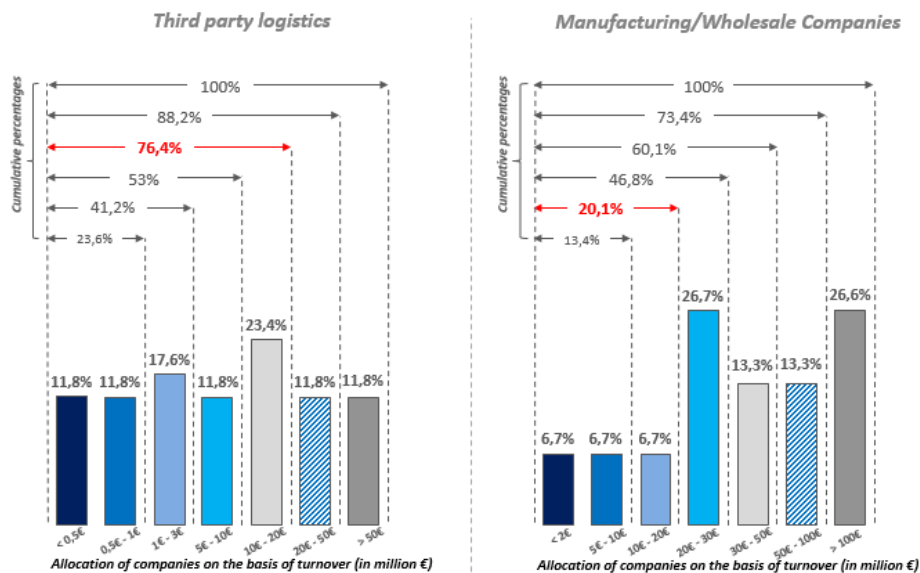 Third party logistics
Cumulative percentages
100%
88,2%
76,4%
53%
41,2%
23,6%
11,8%
11,8%
17,6%
11,8%
23,4%
11,8%
11,8%
< 0,5€
0,5€ - 1€
1€ - 3€
5€ - 10€
10€ - 20€
20€ - 50€
> 50€
Allocation of companies on the basis of turnover (in million €)
Manufacturing/Wholesale Companies
Cumulative percentages
100%
73,4%
60,1%
46,8%
20,1%
13,4%
6,7%
6,7%
6,7%
26,7%
13,3%
13,3%
26,6%
< 2€
5€ - 10€
10€ - 20€
20€ - 30€
30€ - 50€
50€ - 100€
> 100€
Allocation of companies on the basis of turnover (in million €)